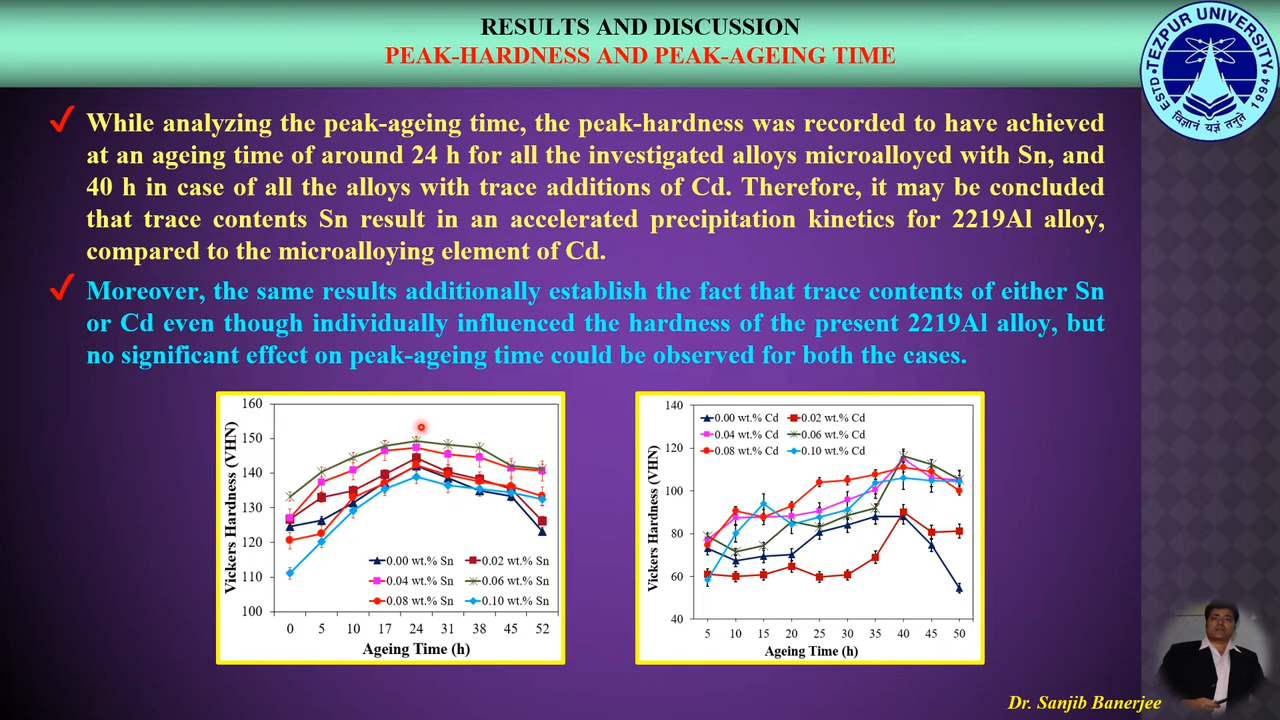 RESULTS AND DISCUSSION
PEAK-HARDNESS AND PEAK-AGEING TIME
TEZPUR UNIVERSITY
ESTD 1994
विज्ञानं यज्ञं तनुते
✓ While analyzing the peak-ageing time, the peak-hardness was recorded to have achieved
at an ageing time of around 24 h for all the investigated alloys microalloyed with Sn, and
40 h in case of all the alloys with trace additions of Cd. Therefore, it may be concluded
that trace contents Sn result in an accelerated precipitation kinetics for 2219Al alloy,
compared to the microalloying element of Cd.
✓ Moreover, the same results additionally establish the fact that trace contents of either Sn
or Cd even though individually influenced the hardness of the present 2219Al alloy, but
no significant effect on peak-ageing time could be observed for both the cases.
Vickers Hardness (VHN)
160
150
140
130
120
110
100
0.00 wt.% Sn 0.02 wt.% Sn
0.04 wt.% Sn 0.06 wt.% Sn
0.08 wt.% Sn 0.10 wt.% Sn
0 5 10 17 24 31 38 45 52
Ageing Time (h)
Vickers Hardness (VHN)
140
120
100
80
60
40
0.00 wt.% Cd 0.02 wt.% Cd
0.04 wt.% Cd 0.06 wt.% Cd
0.08 wt.% Cd 0.10 wt.% Cd
5 10 15 20 25 30 35 40 45 50
Ageing Time (h)
Dr. Sanjib Banerjee